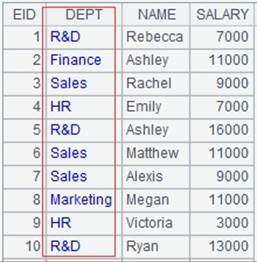 EID DEPT NAME SALARY
1 R&D Rebecca 7000
2 Finance Ashley 11000
3 Sales Rachel 9000
4 HR Emily 7000
5 R&D Ashley 16000
6 Sales Matthew 11000
7 Sales Alexis 9000
8 Marketing Megan 11000
9 HR Victoria 3000
10 R&D Ryan 13000